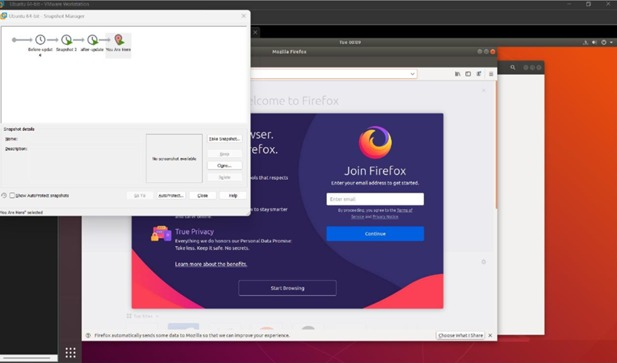 Ubuntu 64-bit - VMware Workstation
Ubuntu 64-bit - Snapshot Manager
Before updat
Snapshot 3
after update
You Are Here
Snapshot details
Name:
Description:
No screenshot available
Take Snapshot...
Clone...
Show AutoProtect snapshots
AutoProtect...
Close
Help
You Are Here" selected
Tue 00:09
Mozilla Firefox
lcome to Firefox
wser.
efox.
ols that respects
to stay smarter
True Privacy
Everything we do honors our Personal Data Promise
Take less. Keep it safe. No secrets.
Learn more about the benefits.
Join Firefox
Enter your email address to get started.
Enter email
By proceeding, you agree to the Terms of
Service and Privacy Notice.
Continue
Start Browsing
Firefox automatically sends some data to Mozilla so that we can improve your experience.
Choose What I Share